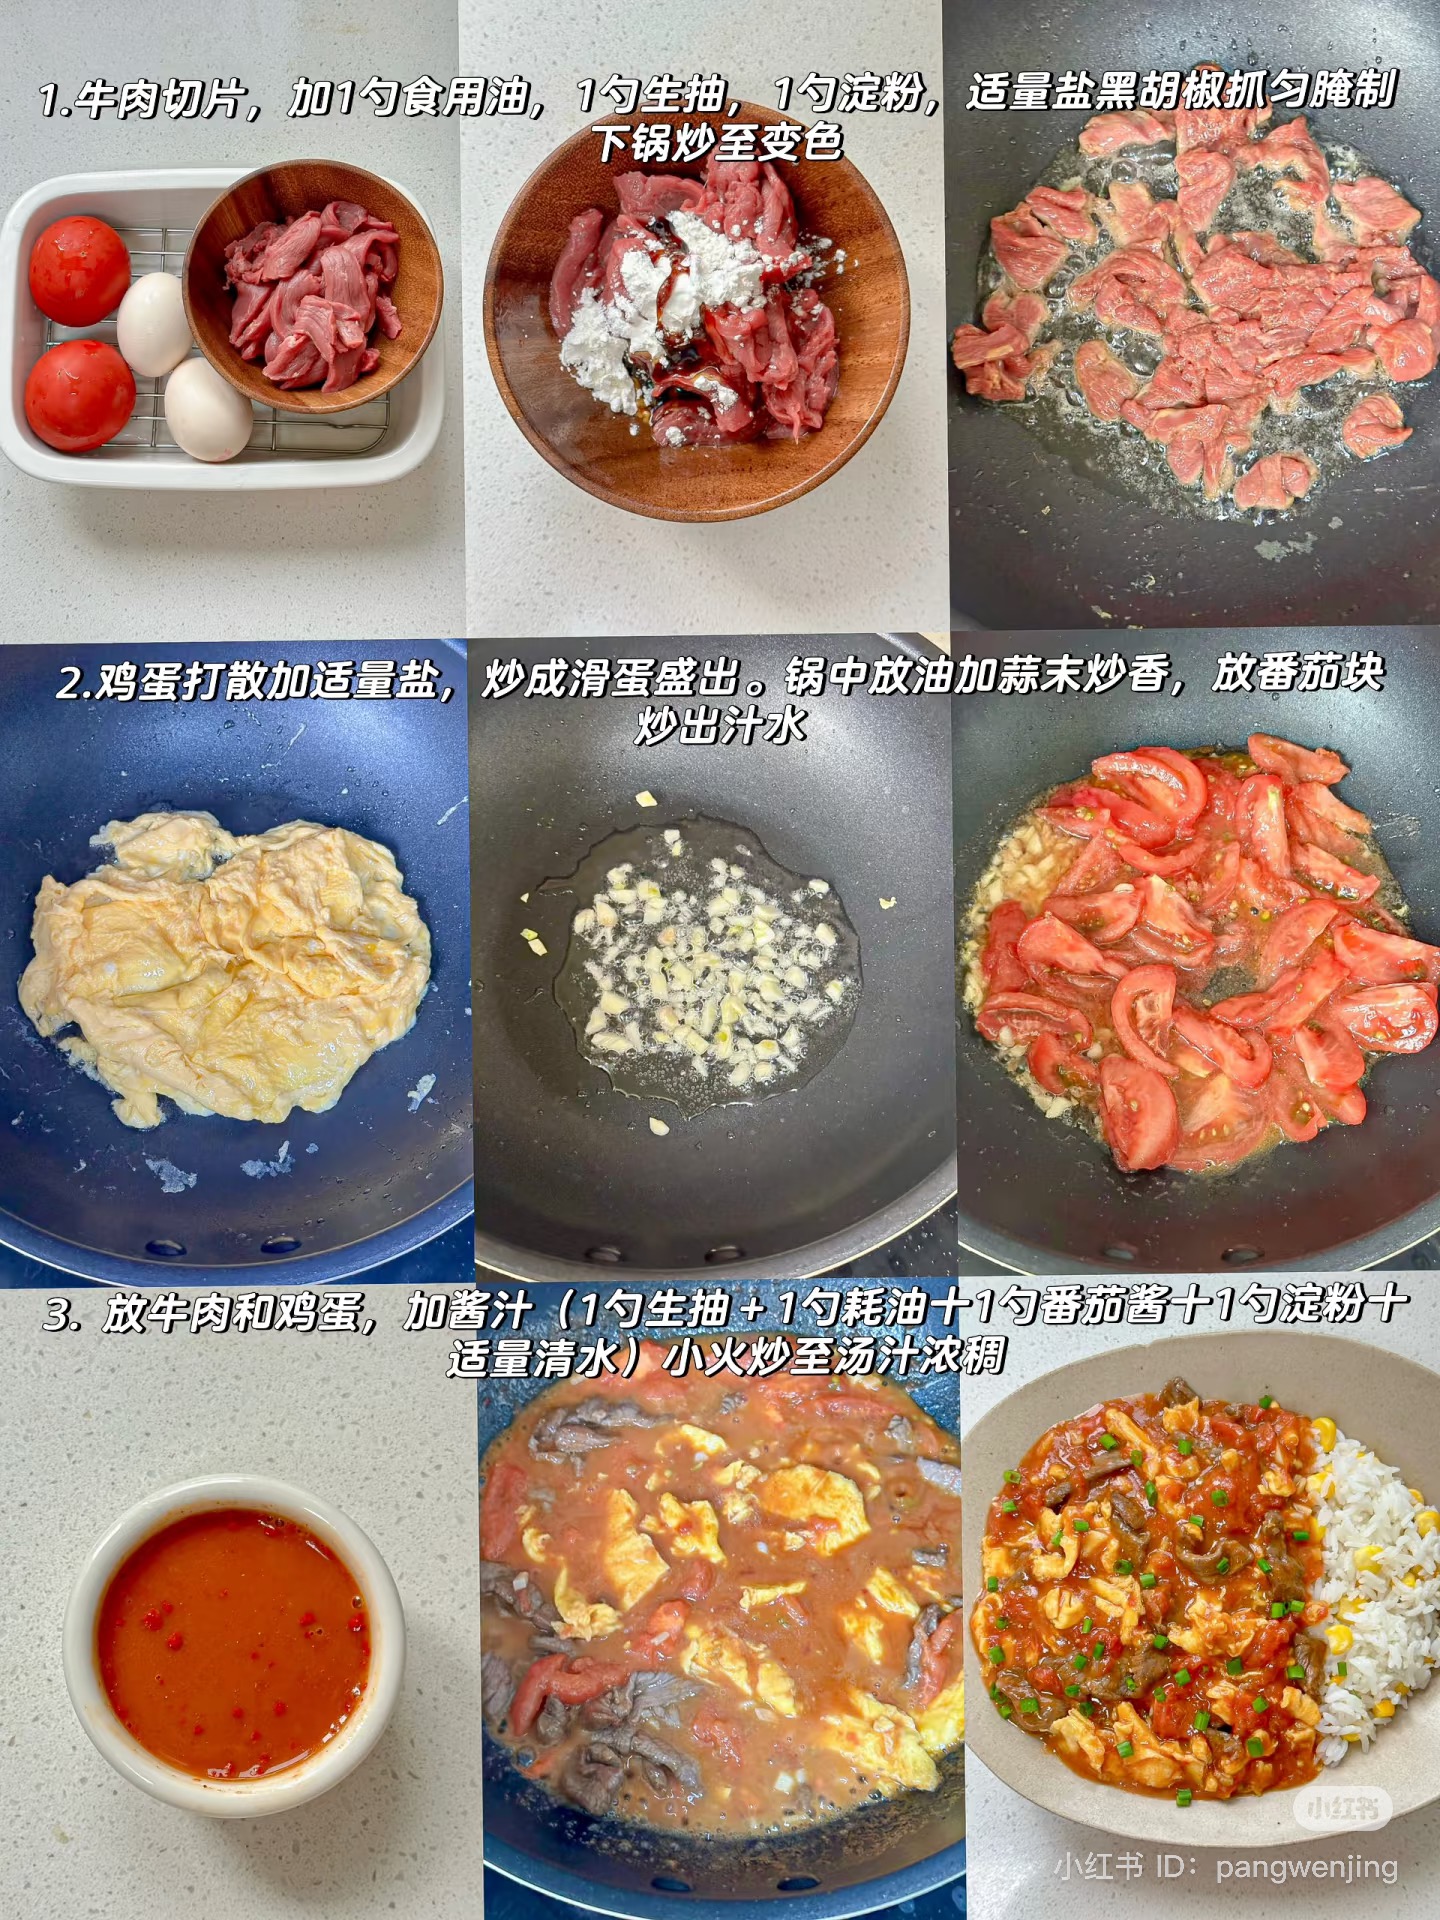 1.牛肉切片，加1勺食用油，1勺生抽，1勺淀粉，适量盐黑胡椒抓匀腌制
下锅炒至变色
2.鸡蛋打散加适量盐，炒成滑蛋盛出。锅中放油加蒜末炒香，放番茄块
炒出汁水
3. 放牛肉和鸡蛋，加酱汁（1勺生抽+1勺耗油十1勺番茄酱十1勺淀粉十
适量清水）小火炒至汤汁浓稠
小红书
小红书 ID：pangwenjing